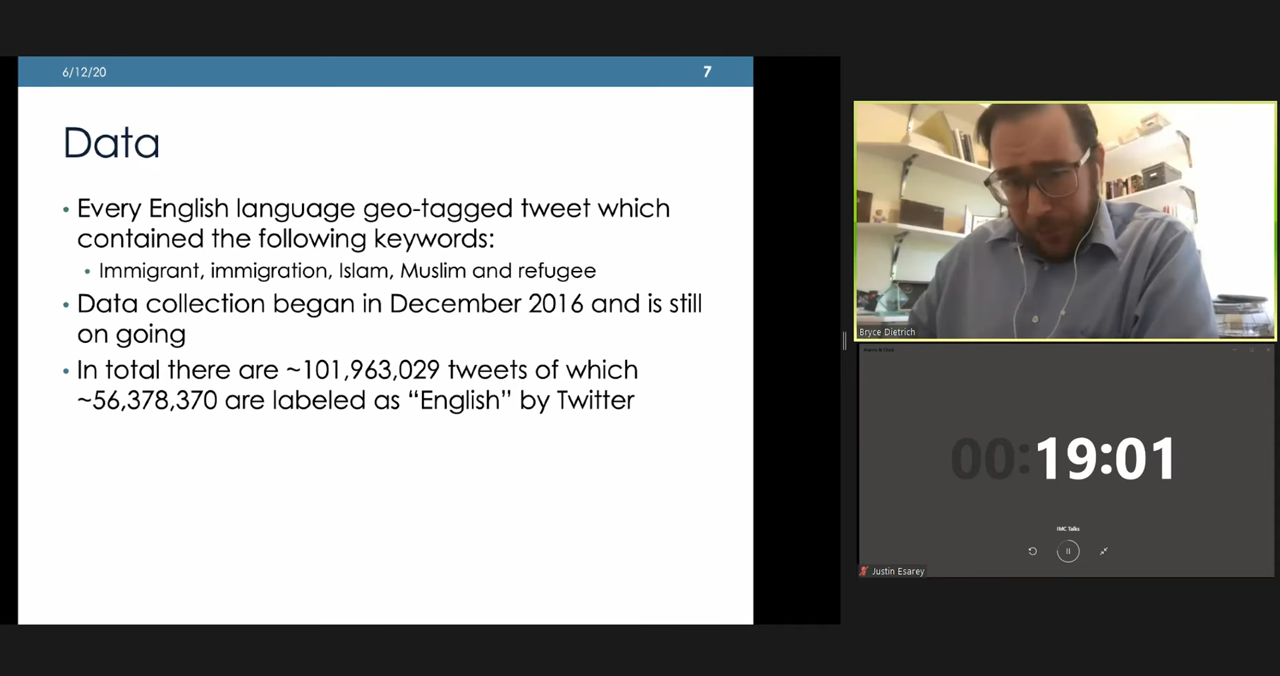 6/12/20
7
Data
• Every English language geo-tagged tweet which
contained the following keywords:
• Immigrant, immigration, Islam, Muslim and refugee
• Data collection began in December 2016 and is still
on going
• In total there are ~101,963,029 tweets of which
~56,378,370 are labeled as “English” by Twitter
Bryce Dietrich
00:19:01
IMC Talks
Justin Esarey